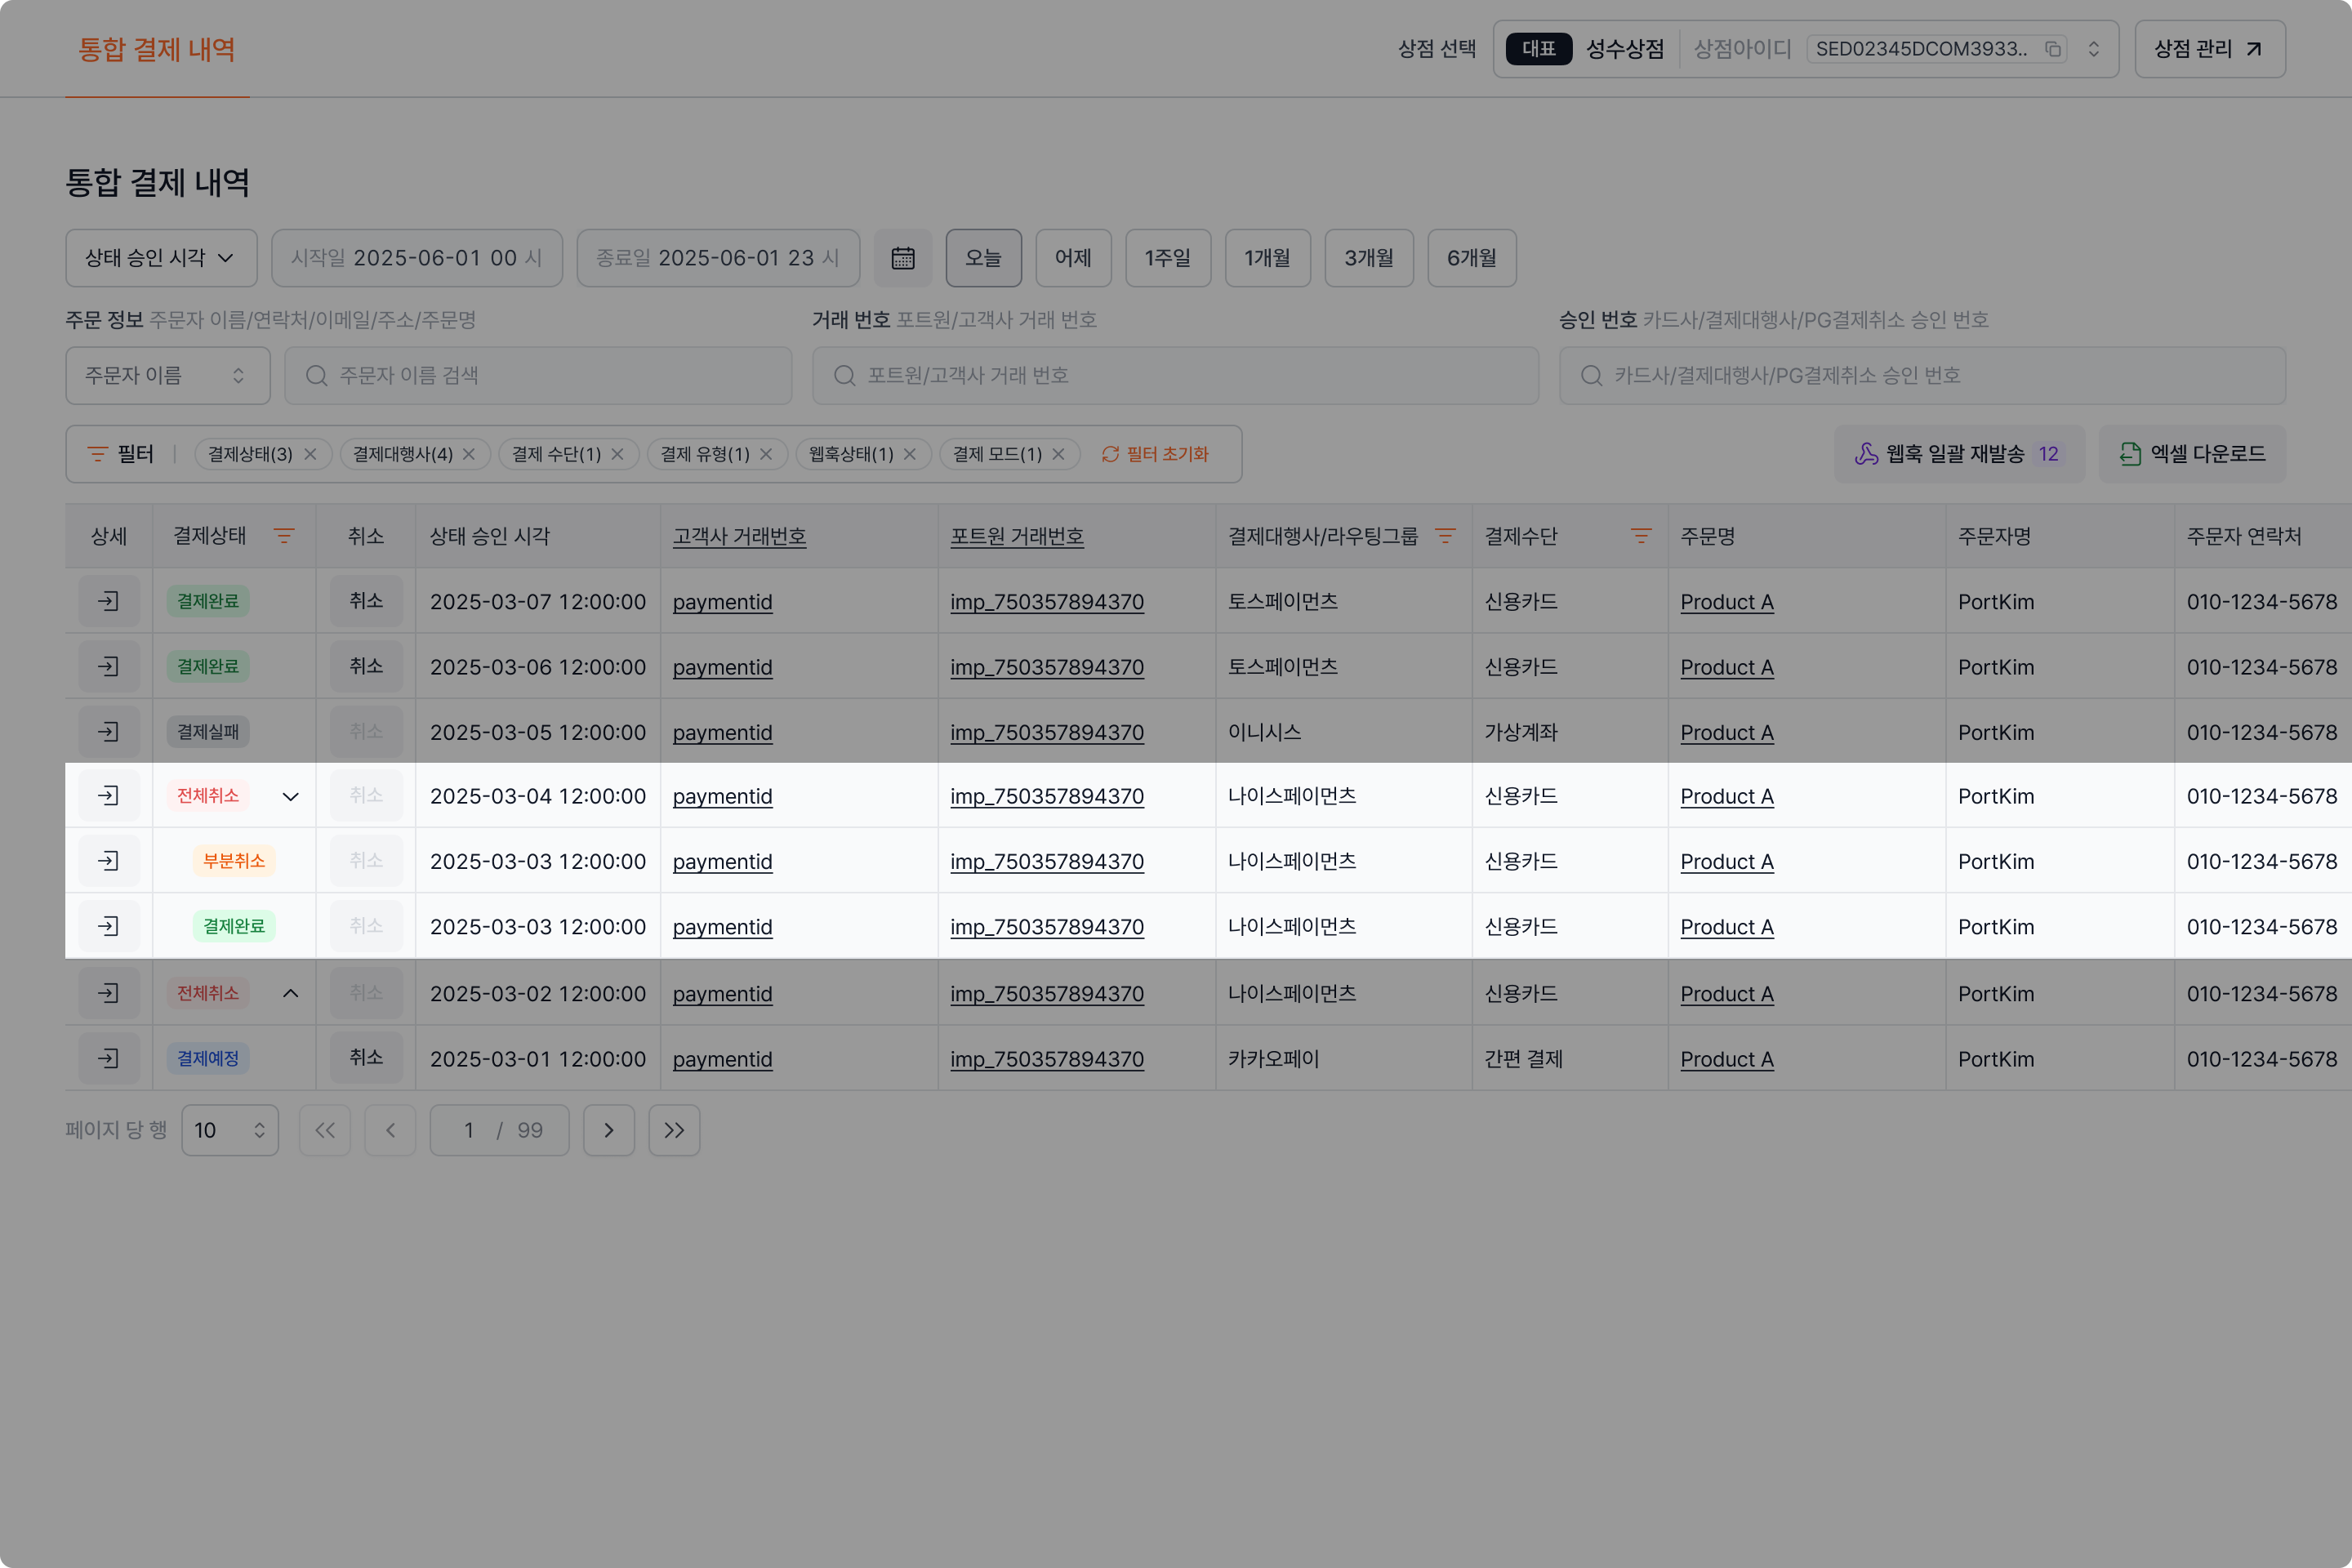 통합 결제 내역
상점 선택 대표 성수상점 상점아이디 SED02345DCOM3933.. 상점 관리
통합 결제 내역
상태 승인 시각 시작일 2025-06-01 00 시 종료일 2025-06-01 23 시 오늘 어제 1주일 1개월 3개월 6개월
주문 정보 주문자 이름/연락처/이메일/주소/주문명 거래 번호 포트원/고객사 거래 번호 승인 번호 카드사/결제대행사/PG결제취소 승인 번호
주문자 이름 주문자 이름 검색 포트원/고객사 거래 번호 카드사/결제대행사/PG결제취소 승인 번호
필터 결제상태(3) 결제대행사(4) 결제 수단(1) 결제 유형(1) 웹훅상태(1) 결제 모드(1) 필터 초기화 웹훅 일괄 재발송 12 엑셀 다운로드
상세 결제상태 취소 상태 승인 시각 고객사 거래번호 포트원 거래번호 결제대행사/라우팅그룹 결제수단 주문명 주문자명 주문자 연락처
결제완료 취소 2025-03-07 12:00:00 paymentid imp_750357894370 토스페이먼츠 신용카드 Product A PortKim 010-1234-5678
결제완료 취소 2025-03-06 12:00:00 paymentid imp_750357894370 토스페이먼츠 신용카드 Product A PortKim 010-1234-5678
결제실패 취소 2025-03-05 12:00:00 paymentid imp_750357894370 이니시스 가상계좌 Product A PortKim 010-1234-5678
전체취소 취소 2025-03-04 12:00:00 paymentid imp_750357894370 나이스페이먼츠 신용카드 Product A PortKim 010-1234-5678
부분취소 취소 2025-03-03 12:00:00 paymentid imp_750357894370 나이스페이먼츠 신용카드 Product A PortKim 010-1234-5678
결제완료 취소 2025-03-03 12:00:00 paymentid imp_750357894370 나이스페이먼츠 신용카드 Product A PortKim 010-1234-5678
전체취소 취소 2025-03-02 12:00:00 paymentid imp_750357894370 나이스페이먼츠 신용카드 Product A PortKim 010-1234-5678
결제예정 취소 2025-03-01 12:00:00 paymentid imp_750357894370 카카오페이 간편 결제 Product A PortKim 010-1234-5678
페이지 당 행 10 1 / 99